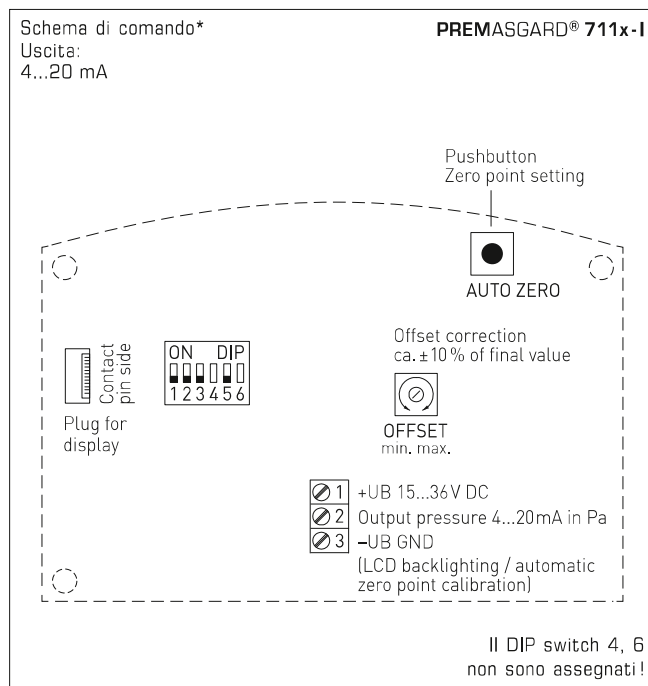 Schema di comando*
Uscita:
4...20 mA
PREMASGARD® 711x-I
Pushbutton
Zero point setting
AUTO ZERO
Contact
pin side
Plug for
display
ON DIP
1 2 3 4 5 6
Offset correction
ca. ±10 % of final value
OFFSET
min. max.
1 +UB 15...36V DC
2 Output pressure 4...20mA in Pa
3 –UB GND
(LCD backlighting / automatic
zero point calibration)
Il DIP switch 4, 6
non sono assegnati!